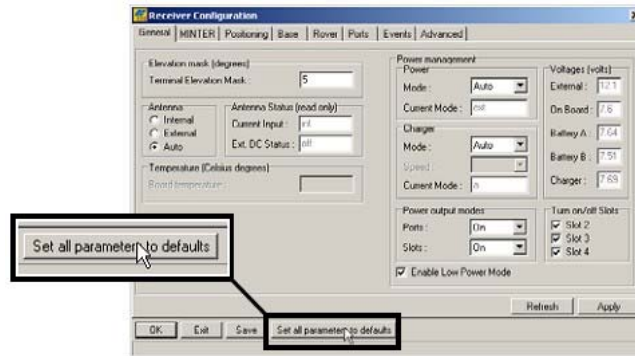 Receiver Configuration
General MINTER Positioning Base Rover Ports Events Advanced
Elevation mask (degrees)
Terminal Elevation Mask : 5
Antenna
Internal
External
Auto
Antenna Status (read only)
Current Input : int
Ext. DC Status : off
Temperature (Celsius degrees)
Board temperature :
Power management
Power
Mode : Auto
Current Mode : ext
Charger
Mode : Auto
Speed :
Current Mode : a
Power output modes
Ports : On
Slots : On
Enable Low Power Mode
Voltages (volts)
External : 12.1
On Board : 7.6
Battery A : 7.64
Battery B : 7.51
Charger : 7.69
Turn on/off Slots
Slot 2
Slot 3
Slot 4
Refresh Apply
OK Exit Save Set all parameters to defaults
Set all parameters to defaults